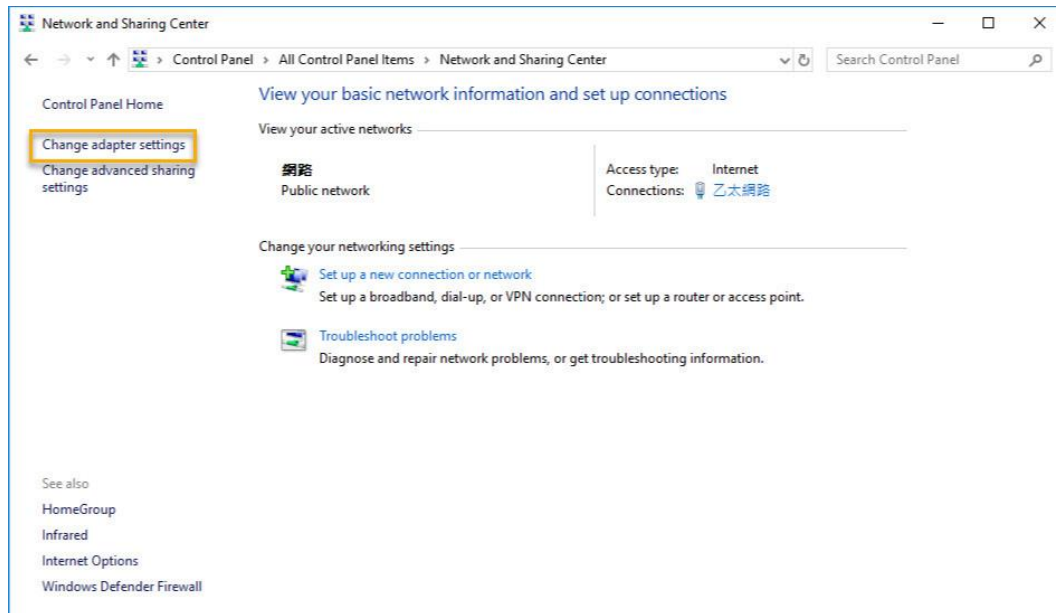 Network and Sharing Center
Control Panel > All Control Panel Items > Network and Sharing Center
Search Control Panel
Control Panel Home
Change adapter settings
Change advanced sharing
settings
View your basic network information and set up connections
View your active networks
網路
Public network
Access type: Internet
Connections: 乙太網路
Change your networking settings
Set up a new connection or network
Set up a broadband, dial-up, or VPN connection; or set up a router or access point.
Troubleshoot problems
Diagnose and repair network problems, or get troubleshooting information.
See also
HomeGroup
Infrared
Internet Options
Windows Defender Firewall